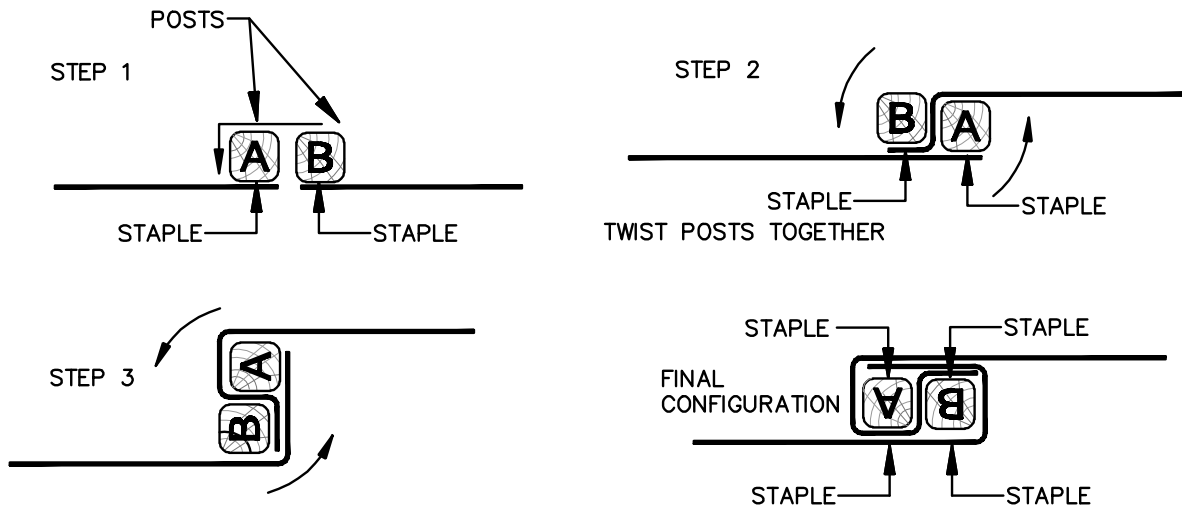 POSTS
STEP 1
A B
STAPLE STAPLE
STEP 2
B A
STAPLE STAPLE
TWIST POSTS TOGETHER
STEP 3
A
B
STAPLE STAPLE
FINAL
CONFIGURATION
A B
STAPLE STAPLE